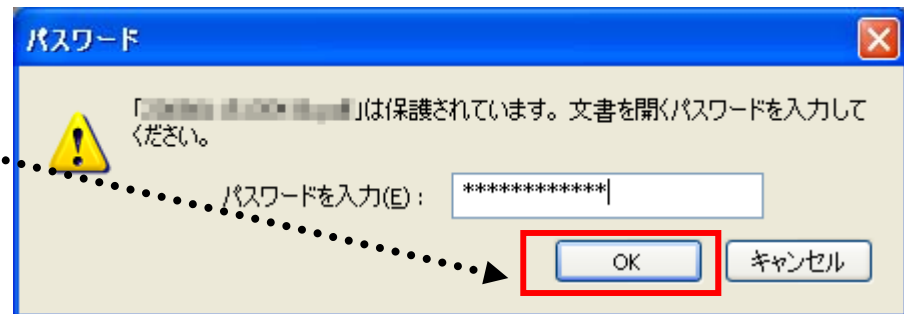 パスワード
「」は保護されています。文書を開くパスワードを入力して
ください。
パスワードを入力(E): ************
OK キャンセル